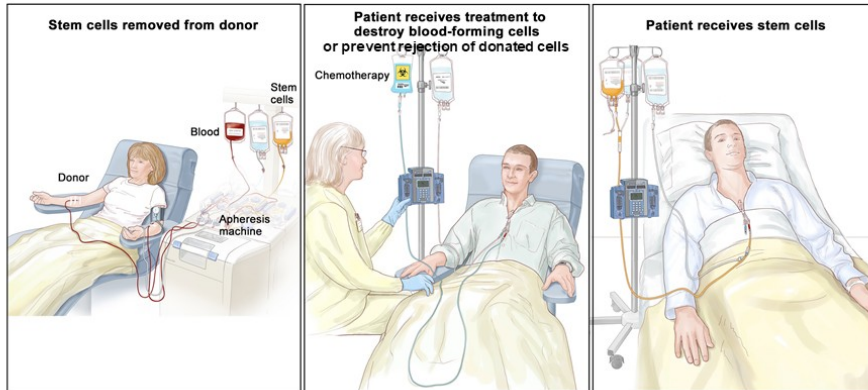 Stem cells removed from donor
Stem
cells
Blood
Donor
Apheresis
machine
Patient receives treatment to
destroy blood-forming cells
or prevent rejection of donated cells
Chemotherapy
Patient receives stem cells